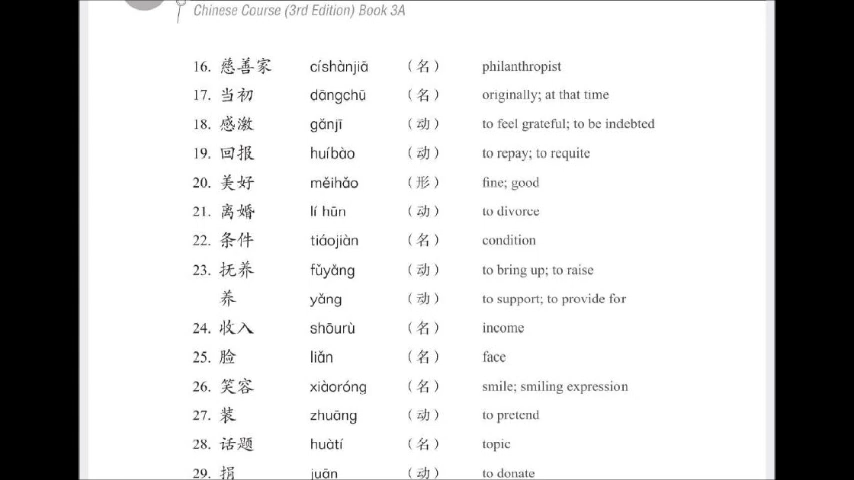 Chinese Course (3rd Edition) Book 3A
16. 慈善家 císhànjiā （名） philanthropist
17. 当初 dāngchū （名） originally; at that time
18. 感激 gǎnjī （动） to feel grateful; to be indebted
19. 回报 huíbào （动） to repay; to requite
20. 美好 měihǎo （形） fine; good
21. 离婚 lí hūn （动） to divorce
22. 条件 tiáojiàn （名） condition
23. 抚养 fǔyǎng （动） to bring up; to raise
养 yǎng （动） to support; to provide for
24. 收入 shōurù （名） income
25. 脸 liǎn （名） face
26. 笑容 xiàoróng （名） smile; smiling expression
27. 装 zhuāng （动） to pretend
28. 话题 huàtí （名） topic
29. 捐 juān （动） to donate